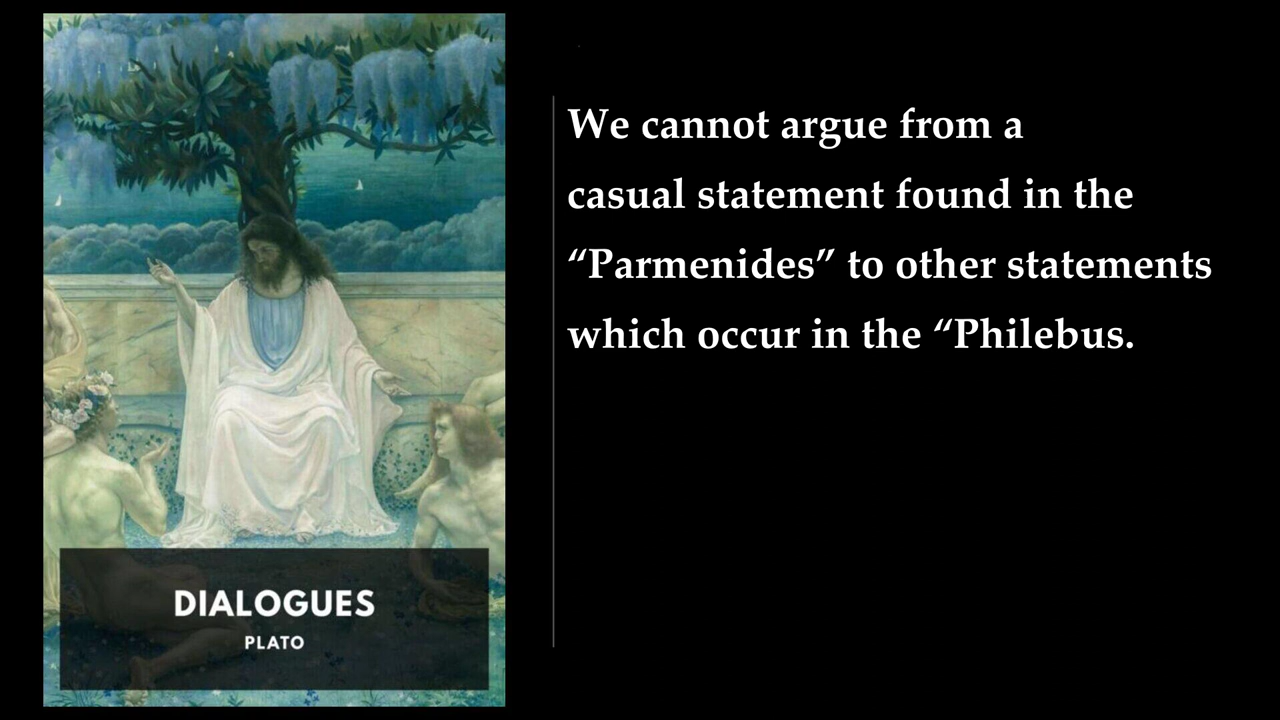 We cannot argue from a
casual statement found in the
“Parmenides” to other statements
which occur in the “Philebus.
DIALOGUES
PLATO